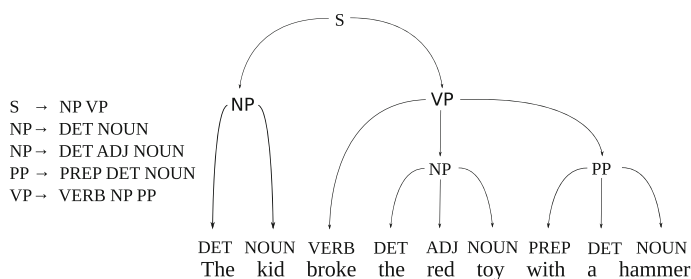 S
NP VP
S → NP VP
NP → DET NOUN
NP → DET ADJ NOUN
PP → PREP DET NOUN
VP → VERB NP PP
NP PP
DET NOUN VERB DET ADJ NOUN PREP DET NOUN
The kid broke the red toy with a hammer